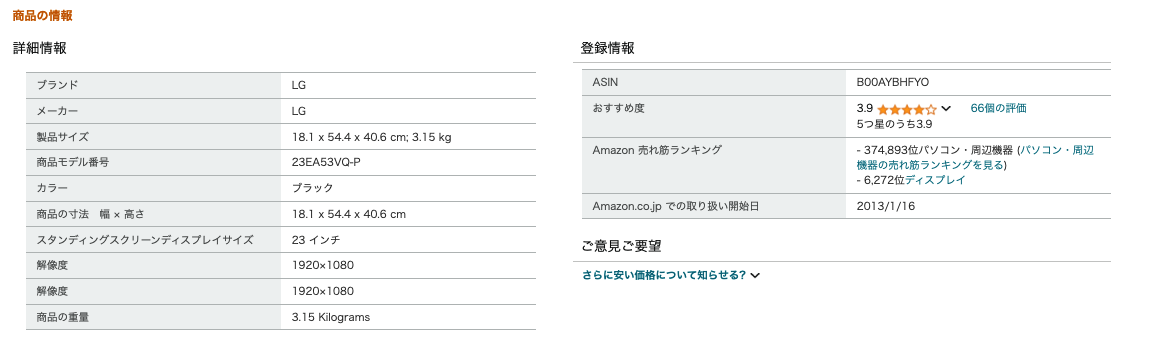 商品の情報
詳細情報
ブランド LG
メーカー LG
製品サイズ 18.1 x 54.4 x 40.6 cm; 3.15 kg
商品モデル番号 23EA53VQ-P
カラー ブラック
商品の寸法　幅 × 高さ 18.1 x 54.4 x 40.6 cm
スタンディングスクリーンディスプレイサイズ 23 インチ
解像度 1920×1080
解像度 1920×1080
商品の重量 3.15 Kilograms
登録情報
ASIN B00AYBHFYO
おすすめ度 3.9 66個の評価
5つ星のうち3.9
Amazon 売れ筋ランキング - 374,893位パソコン・周辺機器 (パソコン・周辺
機器の売れ筋ランキングを見る)
- 6,272位ディスプレイ
Amazon.co.jp での取り扱い開始日 2013/1/16
ご意見ご要望
さらに安い価格について知らせる?